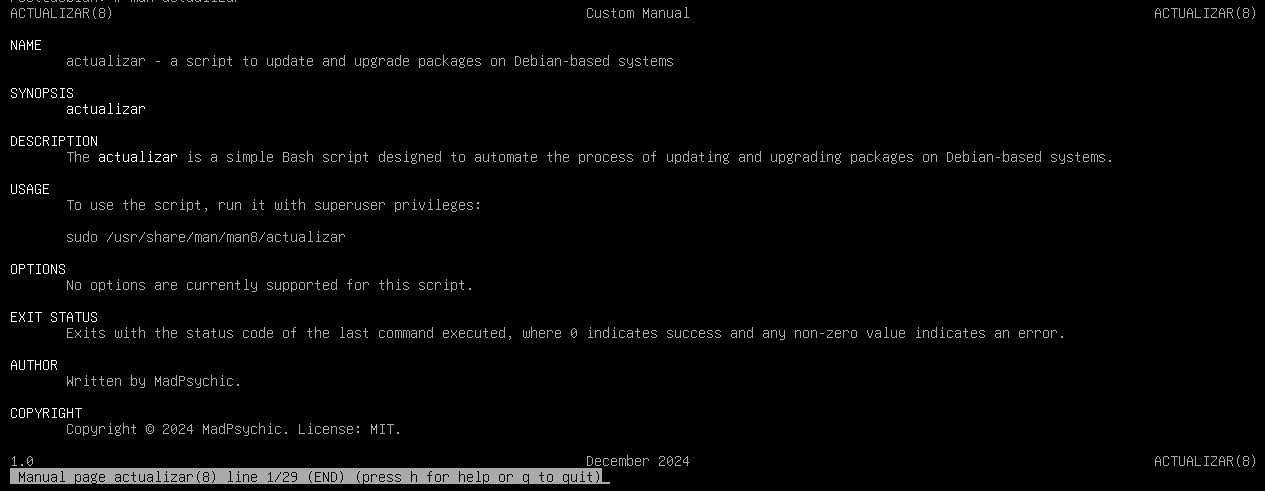 ACTUALIZAR(8) Custom Manual ACTUALIZAR(8)
NAME
actualizar - a script to update and upgrade packages on Debian-based systems
SYNOPSIS
actualizar
DESCRIPTION
The actualizar is a simple Bash script designed to automate the process of updating and upgrading packages on Debian-based systems.
USAGE
To use the script, run it with superuser privileges:
sudo /usr/share/man/man8/actualizar
OPTIONS
No options are currently supported for this script.
EXIT STATUS
Exits with the status code of the last command executed, where 0 indicates success and any non-zero value indicates an error.
AUTHOR
Written by MadPsychic.
COPYRIGHT
Copyright © 2024 MadPsychic. License: MIT.
1.0 December 2024 ACTUALIZAR(8)
Manual page actualizar(8) line 1/29 (END) (press h for help or q to quit)